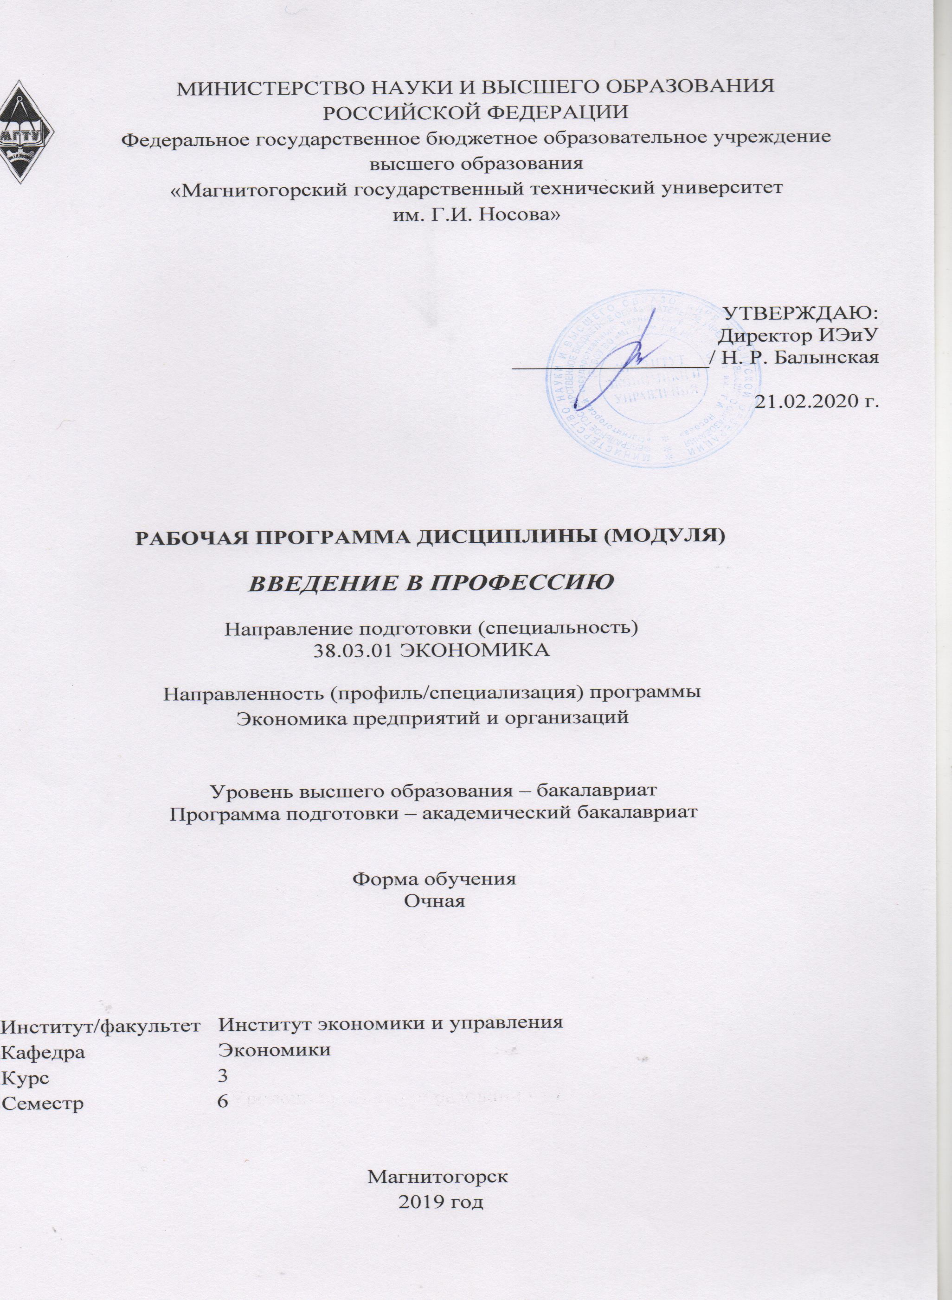 МИНИСТЕРСТВО НАУКИ И ВЫСШЕГО ОБРАЗОВАНИЯ
РОССИЙСКОЙ ФЕДЕРАЦИИ
Федеральное государственное бюджетное образовательное учреждение
высшего образования
«Магнитогорский государственный технический университет
им. Г.И. Носова»
МГТУ
УТВЕРЖДАЮ:
Директор ИЭиУ
/ Н. Р. Балынская
21.02.2020 г.
РАБОЧАЯ ПРОГРАММА ДИСЦИПЛИНЫ (МОДУЛЯ)
ВВЕДЕНИЕ В ПРОФЕССИЮ
Направление подготовки (специальность)
38.03.01 ЭКОНОМИКА
Направленность (профиль/специализация) программы
Экономика предприятий и организаций
Уровень высшего образования – бакалавриат
Программа подготовки – академический бакалавриат
Форма обучения
Очная
Институт/факультет Институт экономики и управления
Кафедра Экономики
Курс 3
Семестр 6
Магнитогорск
2019 год